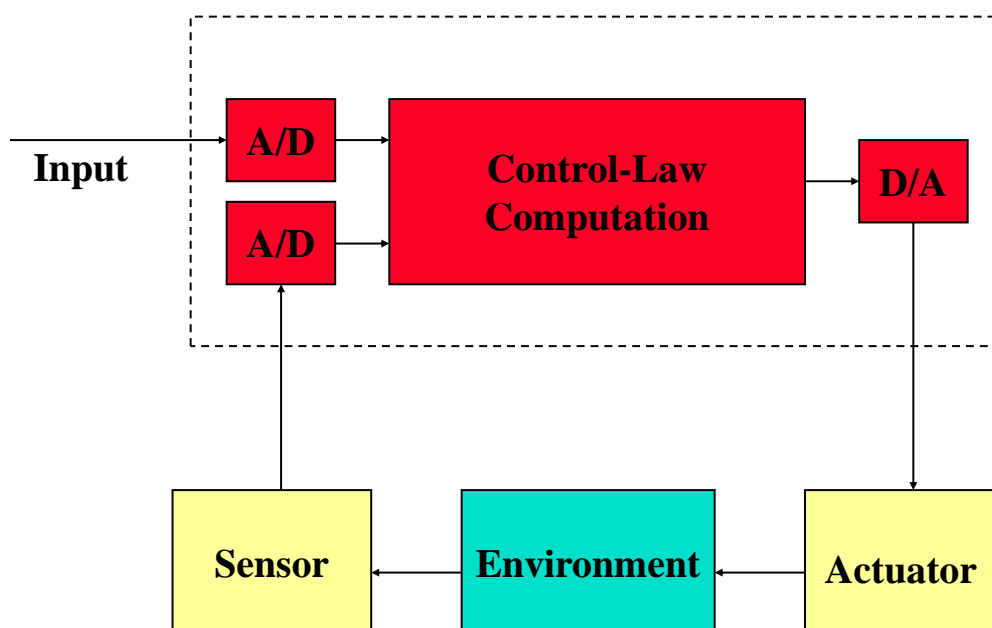 A/D
Input
Control-Law
Computation
D/A
A/D
Sensor
Environment
Actuator